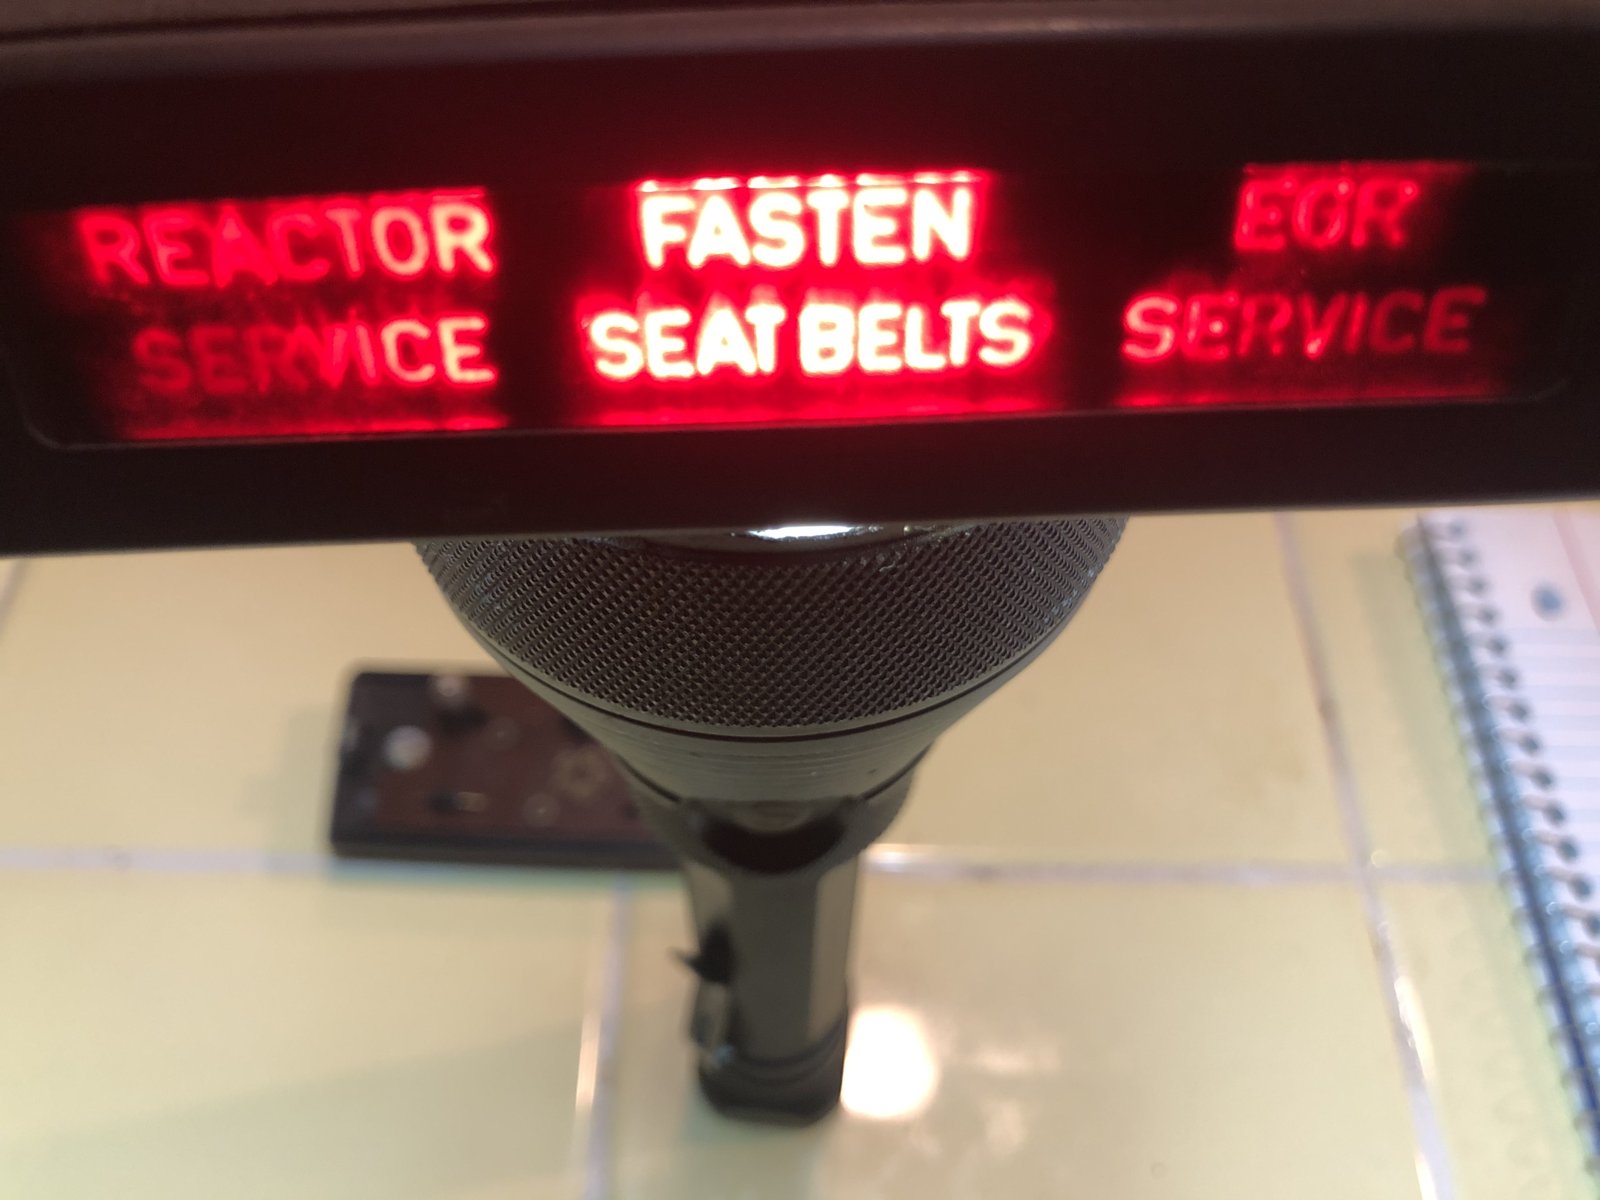 REACTOR
SERVICE
FASTEN
SEAT BELTS
EGR
SERVICE